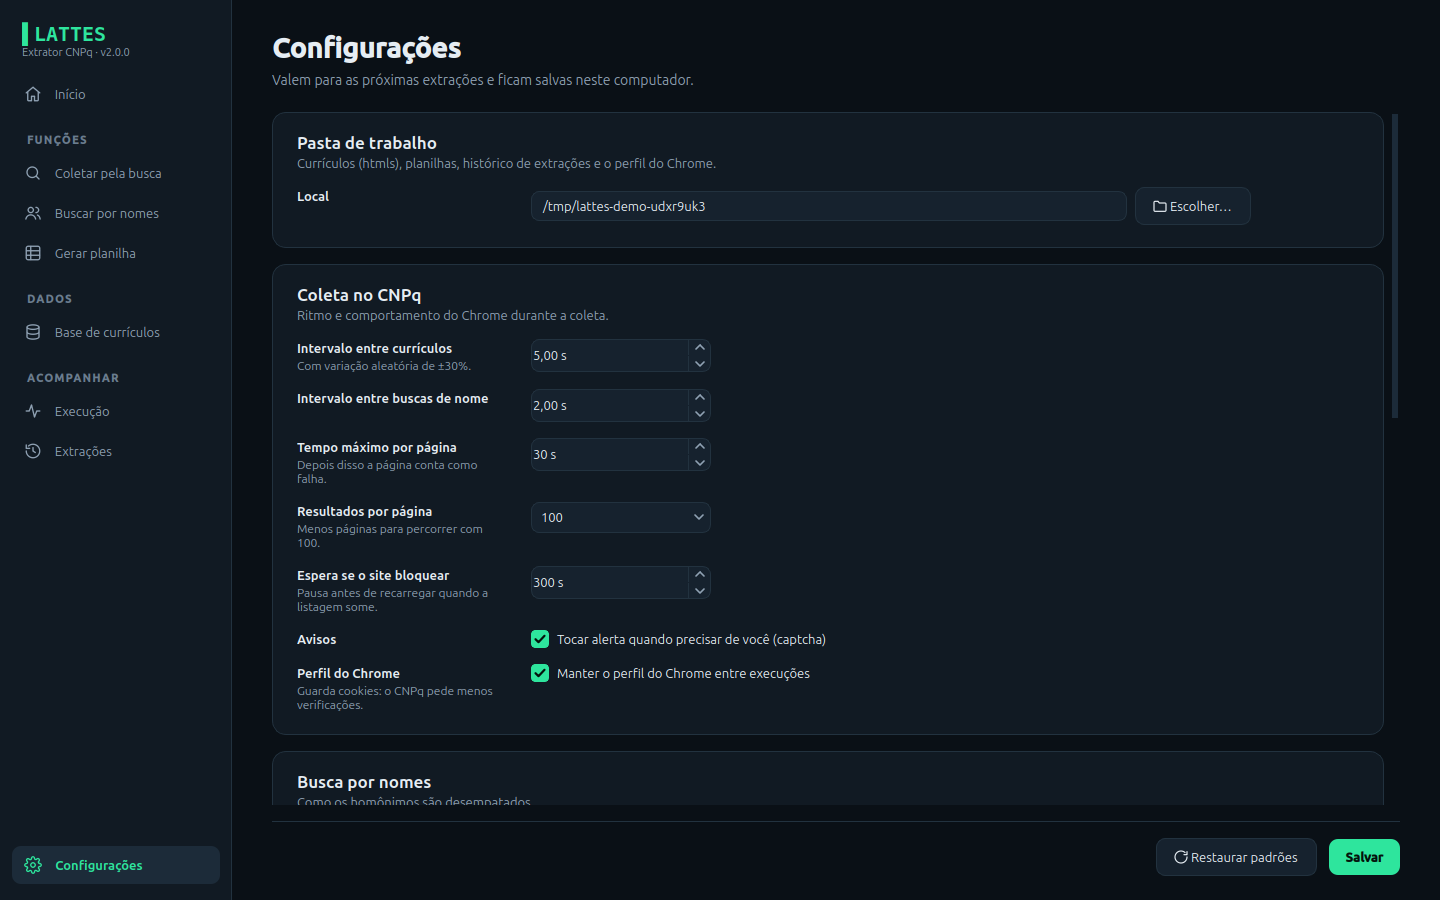 LATTES
Extrator CNPq · v2.0.0
Início
FUNÇÕES
Coletar pela busca
Buscar por nomes
Gerar planilha
DADOS
Base de currículos
ACOMPANHAR
Execução
Extrações
Configurações
Configurações
Valem para as próximas extrações e ficam salvas neste computador.
Pasta de trabalho
Currículos (htmls), planilhas, histórico de extrações e o perfil do Chrome.
Local
/tmp/lattes-demo-udxr9uk3
Escolher...
Coleta no CNPq
Ritmo e comportamento do Chrome durante a coleta.
Intervalo entre currículos
Com variação aleatória de ±30%.
5,00 s
Intervalo entre buscas de nome
2,00 s
Tempo máximo por página
Depois disso a página conta como
falha.
30 s
Resultados por página
Menos páginas para percorrer com
100.
100
Espera se o site bloquear
Pausa antes de recarregar quando a
listagem some.
300 s
Avisos
Tocar alerta quando precisar de você (captcha)
Perfil do Chrome
Guarda cookies: o CNPq pede menos
verificações.
Manter o perfil do Chrome entre execuções
Busca por nomes
Como os homônimos são desempatados
Restaurar padrões
Salvar